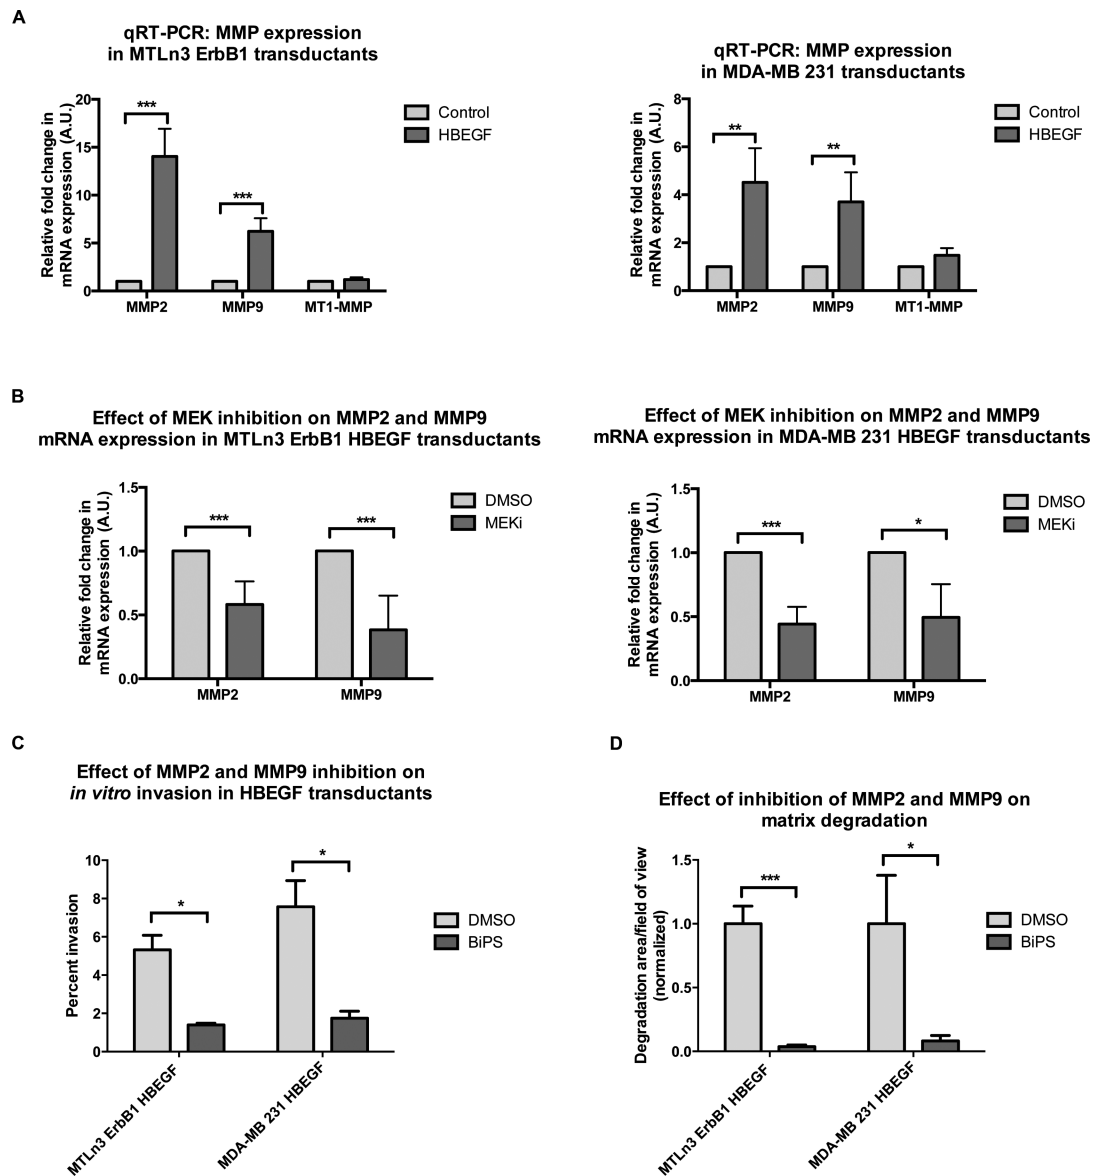 A
qRT-PCR: MMP expression
in MTLn3 ErbB1 transductants
Relative fold change in
mRNA expression (A.U.)
20
15
10
5
0
***
***
MMP2
MMP9
MT1-MMP
Control
HBEGF
qRT-PCR: MMP expression
in MDA-MB 231 transductants
Relative fold change in
mRNA expression (A.U.)
8
6
4
2
0
**
**
MMP2
MMP9
MT1-MMP
Control
HBEGF
B
Effect of MEK inhibition on MMP2 and MMP9
mRNA expression in MTLn3 ErbB1 HBEGF transductants
Relative fold change in
mRNA expression (A.U.)
1.5
1.0
0.5
0.0
***
***
MMP2
MMP9
DMSO
MEKi
Effect of MEK inhibition on MMP2 and MMP9
mRNA expression in MDA-MB 231 HBEGF transductants
Relative fold change in
mRNA expression (A.U.)
1.5
1.0
0.5
0.0
***
*
MMP2
MMP9
DMSO
MEKi
C
Effect of MMP2 and MMP9 inhibition on
in vitro invasion in HBEGF transductants
Percent invasion
10
8
6
4
2
0
*
*
MTLn3 ErbB1 HBEGF
MDA-MB 231 HBEGF
DMSO
BiPS
D
Effect of inhibition of MMP2 and MMP9 on
matrix degradation
Degradation area/field of view
(normalized)
1.5
1.0
0.5
0.0
***
*
MTLn3 ErbB1 HBEGF
MDA-MB 231 HBEGF
DMSO
BiPS